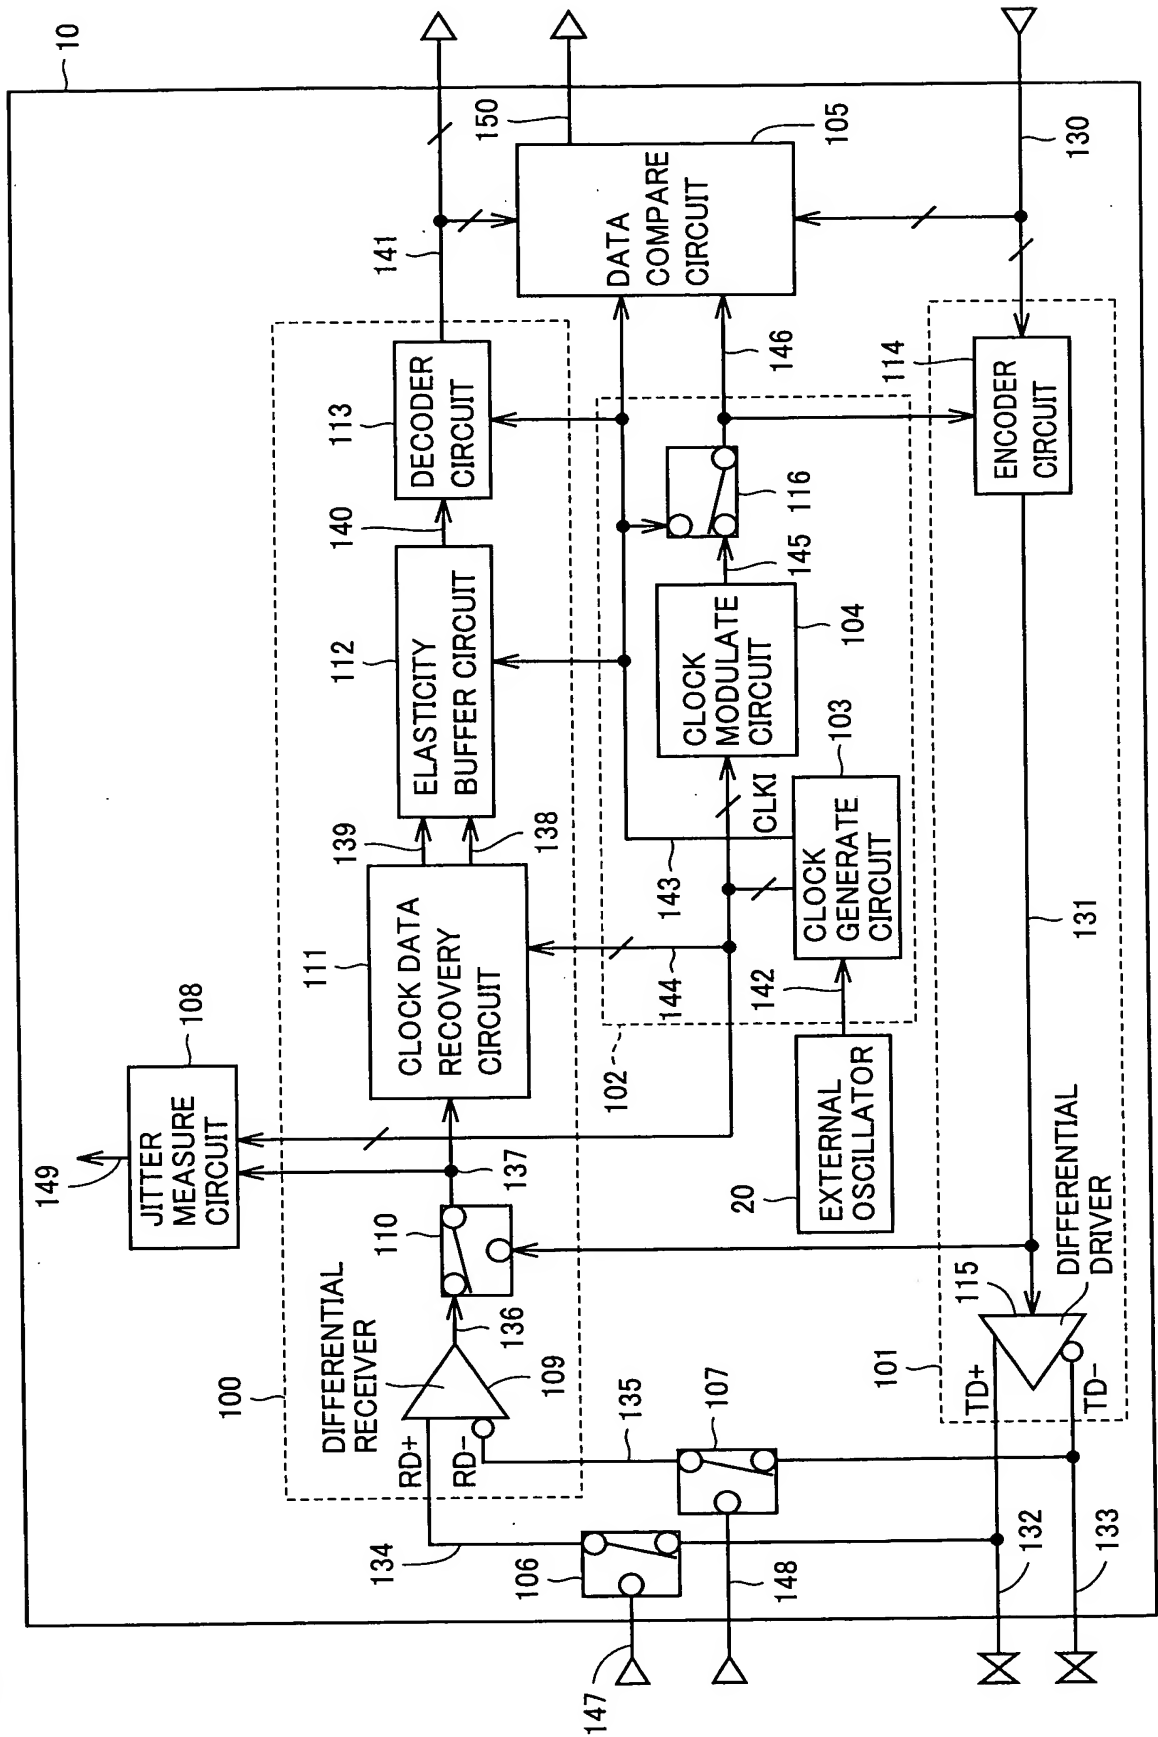 10
150
105
130
DATA
COMPARE
CIRCUIT
141
113
DECODER
CIRCUIT
140
112
ELASTICITY
BUFFER CIRCUIT
139
138
111
CLOCK DATA
RECOVERY
CIRCUIT
108
JITTER
MEASURE
CIRCUIT
149
137
110
136
DIFFERENTIAL
RECEIVER
109
100
RD+
RD−
134
135
106
107
147
148
146
116
145
CLOCK
MODULATE
CIRCUIT
104
103
CLKI
143
CLOCK
GENERATE
CIRCUIT
144
142
102
20
EXTERNAL
OSCILLATOR
114
ENCODER
CIRCUIT
131
DIFFERENTIAL
DRIVER
115
101
TD+
TD−
132
133